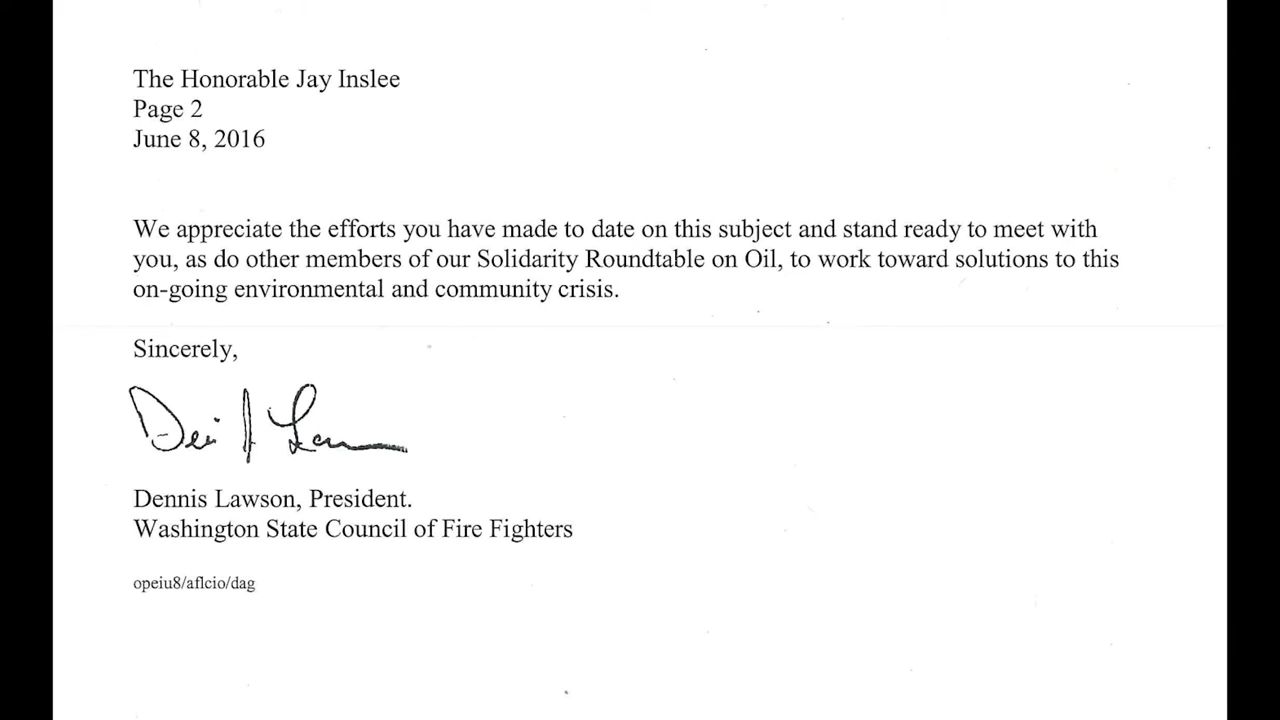 The Honorable Jay Inslee
Page 2
June 8, 2016
We appreciate the efforts you have made to date on this subject and stand ready to meet with
you, as do other members of our Solidarity Roundtable on Oil, to work toward solutions to this
on-going environmental and community crisis.
Sincerely,
Dennis Lawson, President.
Washington State Council of Fire Fighters
opeiu8/aflcio/dag